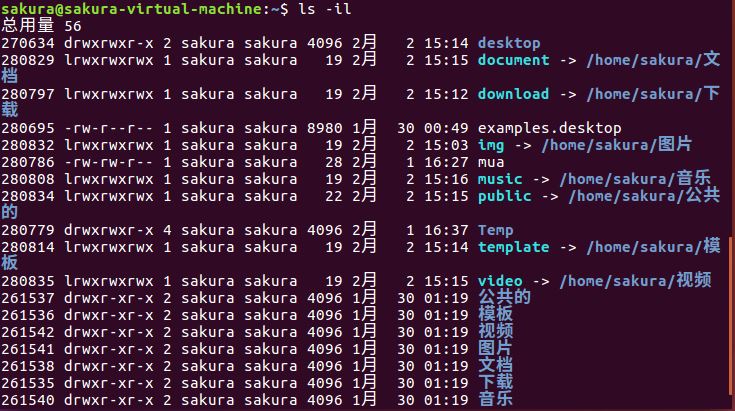 sakura@sakura-virtual-machine:~$ ls -il
总用量 56
270634 drwxrwxr-x 2 sakura sakura 4096 2月   2 15:14 desktop
280829 lrwxrwxrwx 1 sakura sakura   19 2月   2 15:15 document -> /home/sakura/文
档
280797 lrwxrwxrwx 1 sakura sakura   19 2月   2 15:12 download -> /home/sakura/下
载
280695 -rw-r--r-- 1 sakura sakura 8980 1月  30 00:49 examples.desktop
280832 lrwxrwxrwx 1 sakura sakura   19 2月   2 15:03 img -> /home/sakura/图片
280786 -rw-rw-r-- 1 sakura sakura   28 2月   1 16:27 mua
280808 lrwxrwxrwx 1 sakura sakura   19 2月   2 15:16 music -> /home/sakura/音乐
280834 lrwxrwxrwx 1 sakura sakura   22 2月   2 15:15 public -> /home/sakura/公共
的
280779 drwxrwxr-x 4 sakura sakura 4096 2月   1 16:37 Temp
280814 lrwxrwxrwx 1 sakura sakura   19 2月   2 15:14 template -> /home/sakura/模
板
280835 lrwxrwxrwx 1 sakura sakura   19 2月   2 15:15 video -> /home/sakura/视频
261537 drwxr-xr-x 2 sakura sakura 4096 1月  30 01:19 公共的
261536 drwxr-xr-x 2 sakura sakura 4096 1月  30 01:19 模板
261542 drwxr-xr-x 2 sakura sakura 4096 1月  30 01:19 视频
261541 drwxr-xr-x 2 sakura sakura 4096 1月  30 01:19 图片
261538 drwxr-xr-x 2 sakura sakura 4096 1月  30 01:19 文档
261535 drwxr-xr-x 2 sakura sakura 4096 1月  30 01:19 下载
261540 drwxr-xr-x 2 sakura sakura 4096 1月  30 01:19 音乐